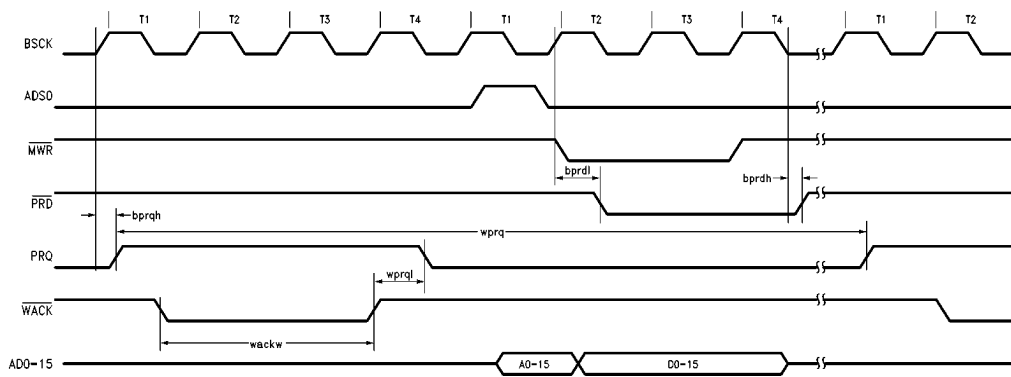 T1 T2 T3 T4 T1 T2 T3 T4 T1 T2
BSCK
ADS0
MWR
bprdl bprdh
PRD
bprqh
wprq
PRQ
wprql
WACK
wackw
AD0-15 A0-15 D0-15